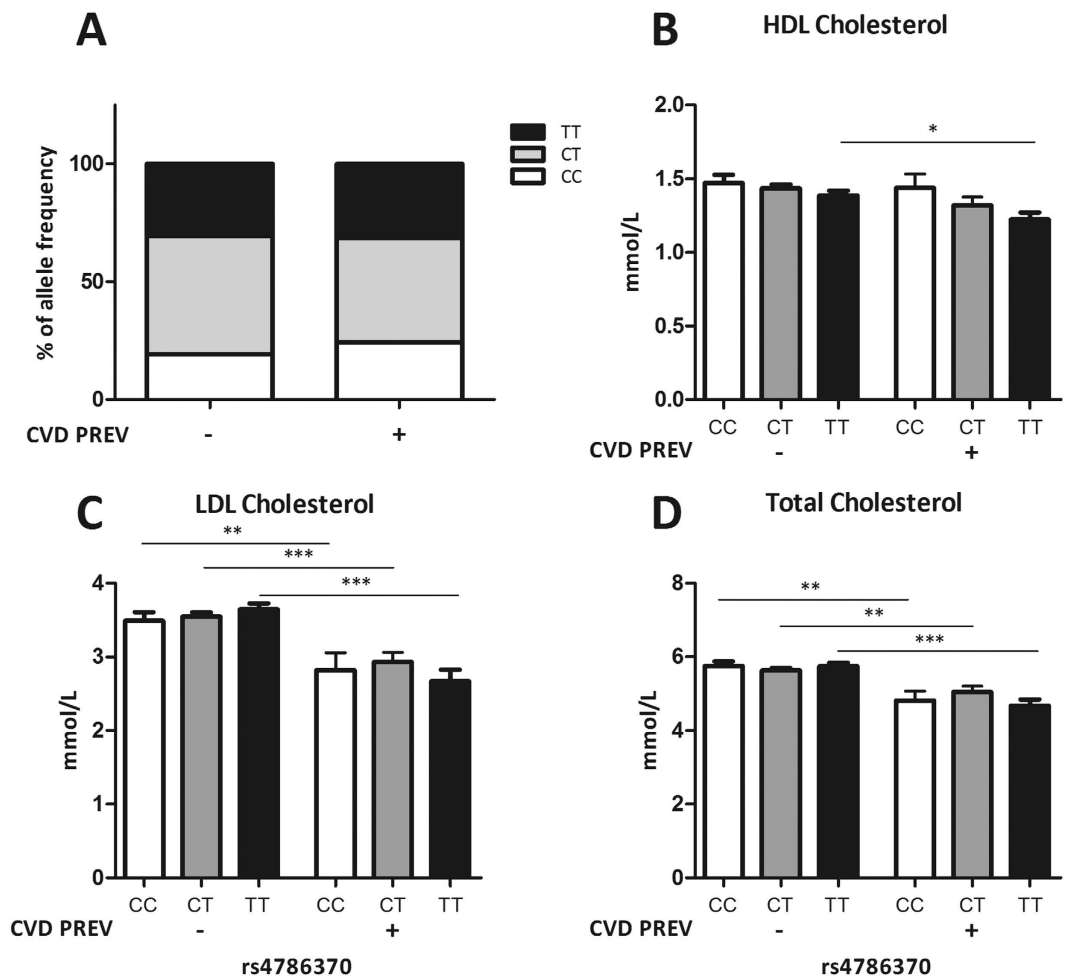 A
% of allele frequency
100
50
0
CVD PREV - +
TT
CT
CC
B HDL Cholesterol
mmol/L
2.0
*
1.5
1.0
0.5
0.0
CC CT TT CC CT TT
CVD PREV - +
C LDL Cholesterol
**
***
***
mmol/L
4
3
2
1
0
CC CT TT CC CT TT
CVD PREV - +
rs4786370
D Total Cholesterol
mmol/L
8
**
**
***
6
4
2
0
CC CT TT CC CT TT
CVD PREV - +
rs4786370